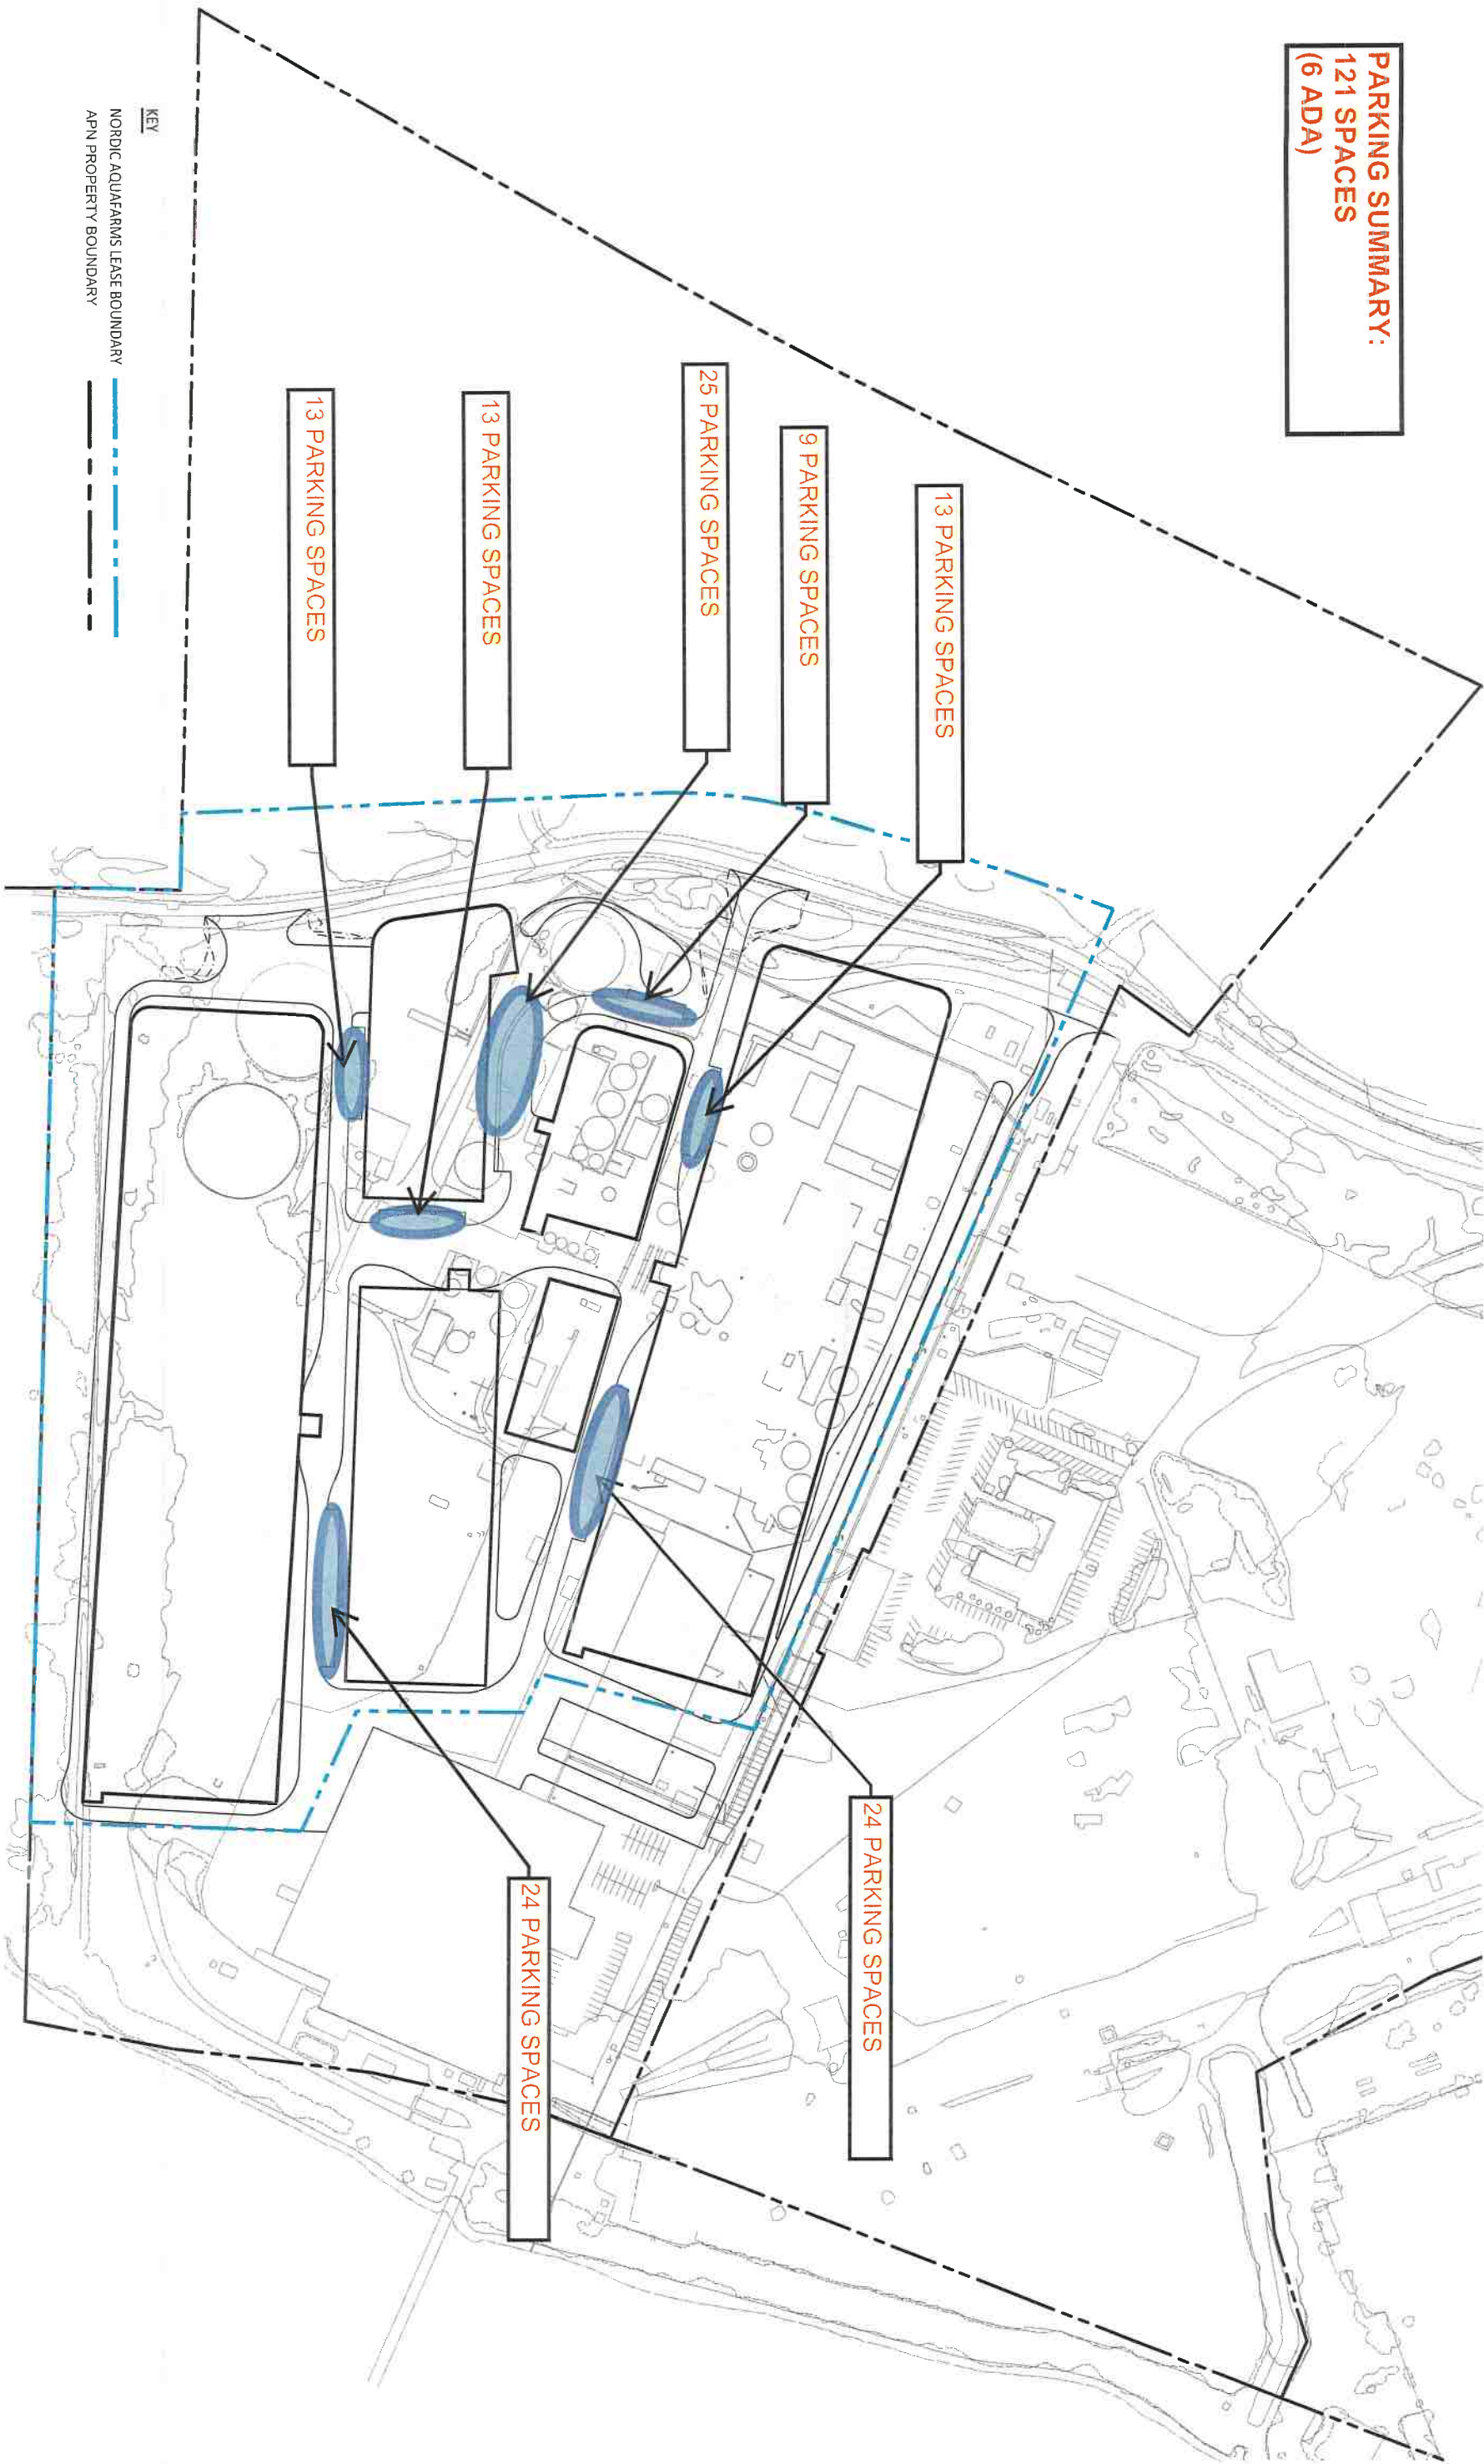 PARKING SUMMARY:
121 SPACES
(6 ADA)
13 PARKING SPACES
9 PARKING SPACES
25 PARKING SPACES
13 PARKING SPACES
13 PARKING SPACES
24 PARKING SPACES
24 PARKING SPACES
KEY
NORDIC AQUAFARMS LEASE BOUNDARY
APN PROPERTY BOUNDARY